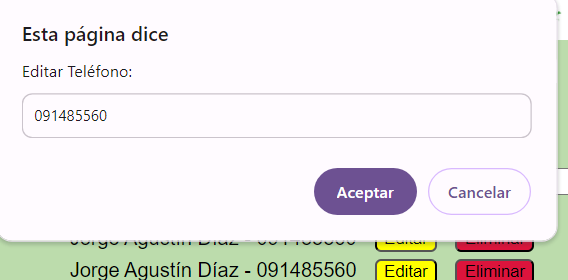 Esta página dice
Editar Teléfono:
091485560
Aceptar
Cancelar
Jorge Agustín Díaz - 091485560 Editar Eliminar
Jorge Agustín Díaz - 091485560 Editar Eliminar